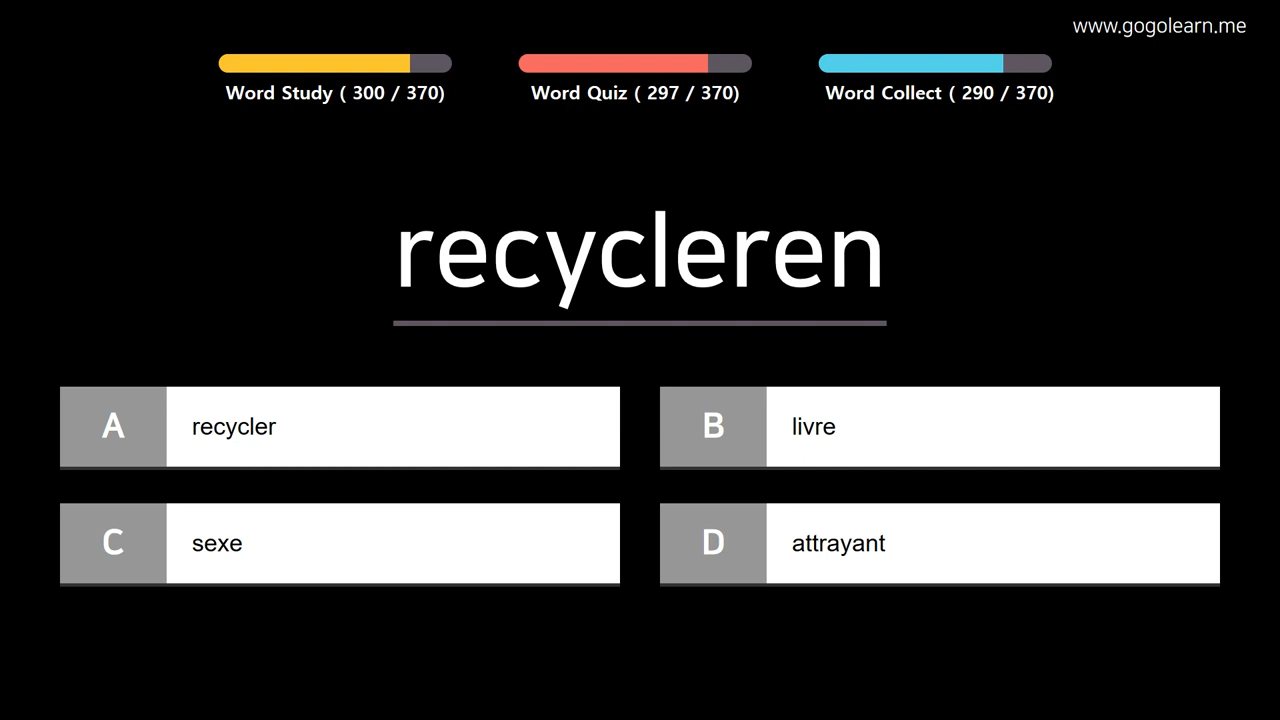 www.gogolearn.me
Word Study ( 300 / 370)
Word Quiz ( 297 / 370)
Word Collect ( 290 / 370)
recycleren
A recycler
B livre
C sexe
D attrayant